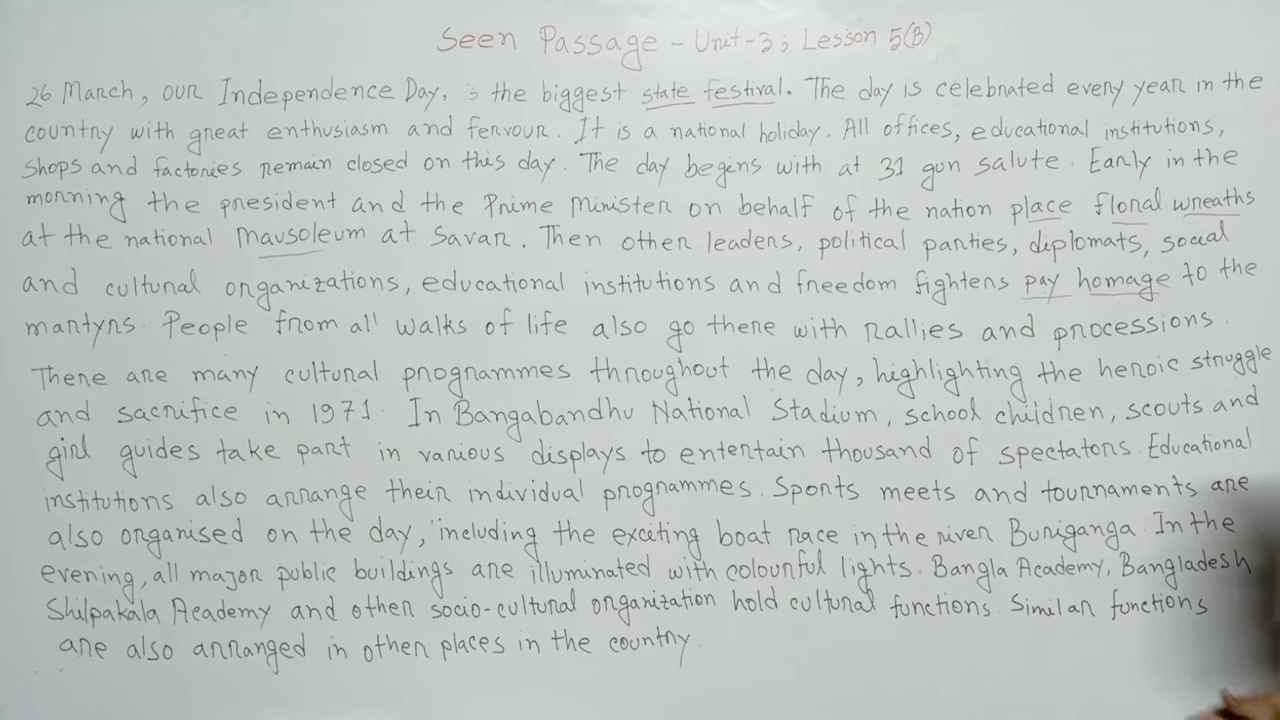 Seen Passage - Unit-3; Lesson 5(B)
26 March, our Independence Day, is the biggest state festival. The day is celebrated every year in the
country with great enthusiasm and fervour. It is a national holiday. All offices, educational institutions,
shops and factories remain closed on this day. The day begins with at 31 gun salute. Early in the
morning the president and the Prime Minister on behalf of the nation place floral wreaths
at the national Mausoleum at Savar. Then other leaders, political parties, diplomats, social
and cultural organizations, educational institutions and freedom fighters pay homage to the
martyrs. People from all walks of life also go there with rallies and processions.
There are many cultural programmes throughout the day, highlighting the heroic struggle
and sacrifice in 1971. In Bangabandhu National Stadium, school children, scouts and
girl guides take part in various displays to entertain thousand of spectators. Educational
institutions also arrange their individual programmes. Sports meets and tournaments are
also organised on the day, including the exciting boat race in the river Buriganga. In the
evening, all major public buildings are illuminated with colourful lights. Bangla Academy, Bangladesh
Shilpakala Academy and other socio-cultural organization hold cultural functions. Similar functions
are also arranged in other places in the country.